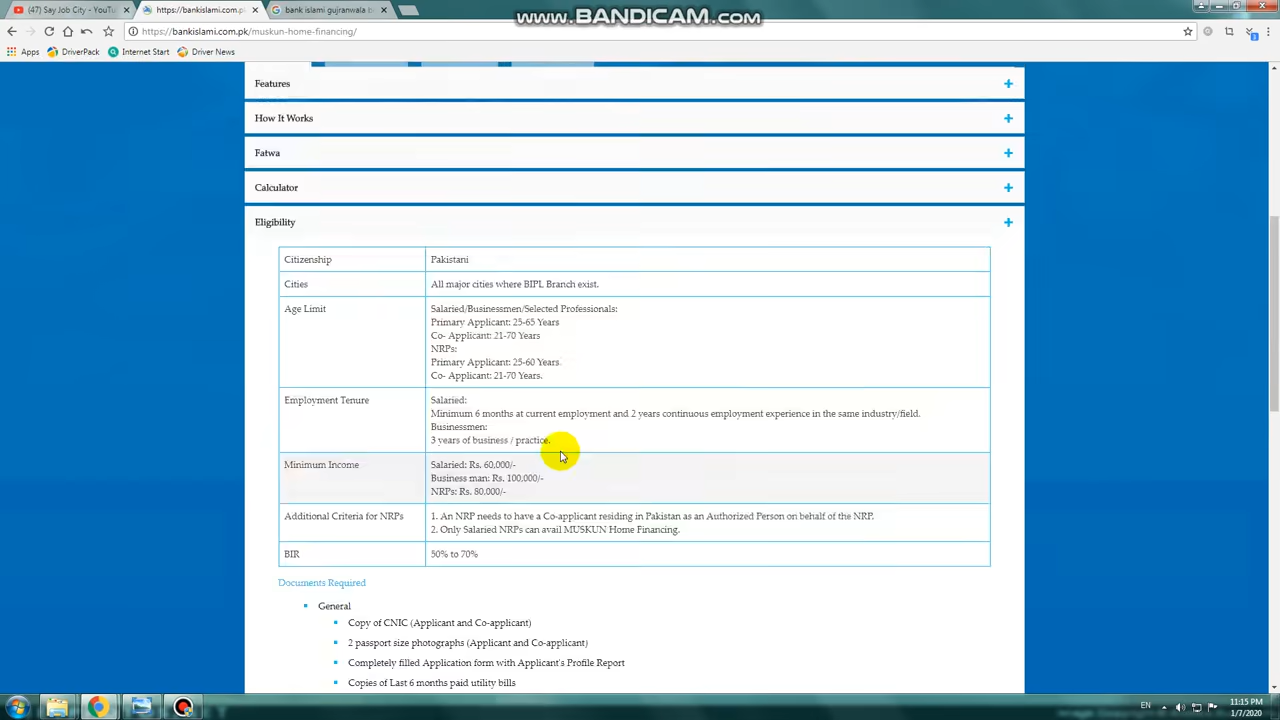 (47) Say Job City - YouTu
https://bankislami.com.p
bank islami gujranwala b
www.BANDICAM.com
https://bankislami.com.pk/muskun-home-financing/
Apps
DriverPack
Internet Start
Driver News
Features
How It Works
Fatwa
Calculator
Eligibility
Citizenship
Pakistani
Cities
All major cities where BIPL Branch exist.
Age Limit
Salaried/Businessmen/Selected Professionals:
Primary Applicant: 25-65 Years
Co- Applicant: 21-70 Years
NRPs:
Primary Applicant: 25-60 Years.
Co- Applicant: 21-70 Years.
Employment Tenure
Salaried:
Minimum 6 months at current employment and 2 years continuous employment experience in the same industry/field.
Businessmen:
3 years of business / practice.
Minimum Income
Salaried: Rs. 60,000/-
Business man: Rs. 100,000/-
NRPs: Rs. 80,000/-
Additional Criteria for NRPs
1. An NRP needs to have a Co-applicant residing in Pakistan as an Authorized Person on behalf of the NRP.
2. Only Salaried NRPs can avail MUSKUN Home Financing.
BIR
50% to 70%
Documents Required
General
Copy of CNIC (Applicant and Co-applicant)
2 passport size photographs (Applicant and Co-applicant)
Completely filled Application form with Applicant's Profile Report
Copies of Last 6 months paid utility bills
EN
11:15 PM
1/7/2020